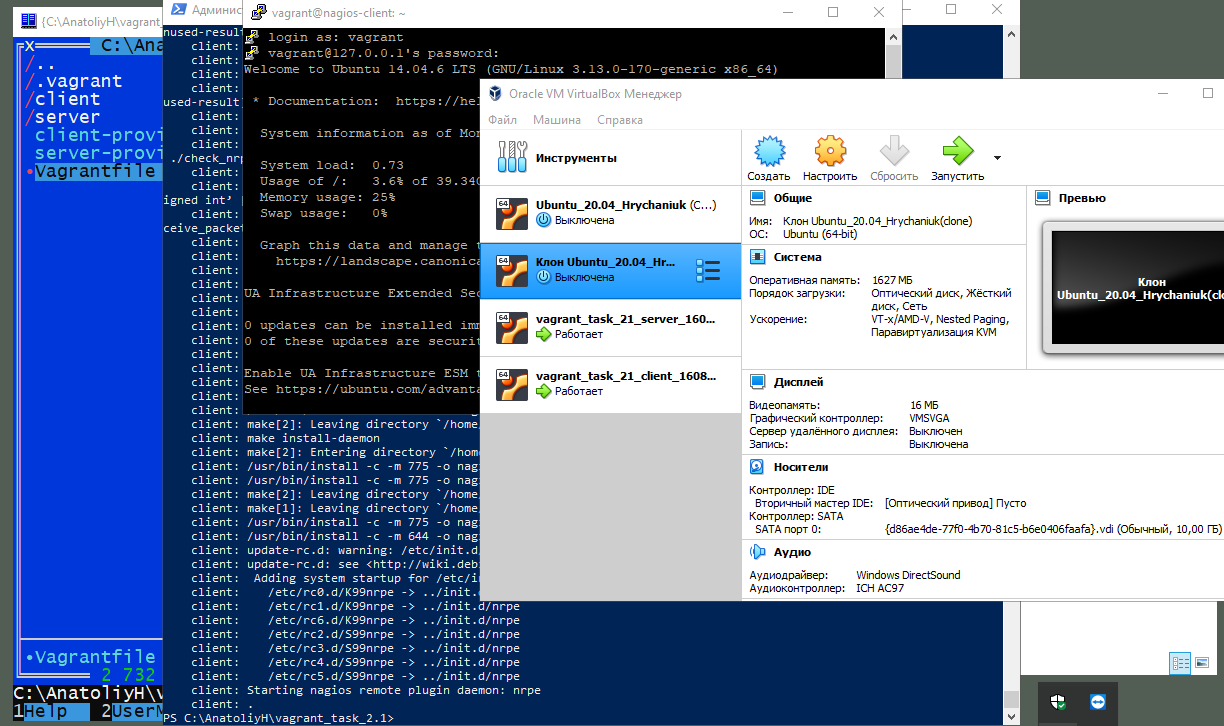 {C:\AnatoliyH\vagrant_
x
C:\Ana
/..
/.vagrant
/client
/server
client-provi
server-provi
Vagrantfile
Vagrantfile
2 732
C:\AnatoliyH\v
1Help 2UserM
Админис
nused-result
client:
client:
client:
client:
used-result
client:
client:
client:
./check_nrp
client:
client:
igned int’
client:
ceive_packet
client:
client:
client:
client:
client:
client:
client:
client:
client:
client:
client:
client:
client: make[2]: Leaving directory `/home,
client: make install-daemon
client: make[2]: Entering directory `/home
client: /usr/bin/install -c -m 775 -o nagi
client: /usr/bin/install -c -m 775 -o nagi
client: make[2]: Leaving directory `/home,
client: make[1]: Leaving directory `/home,
client: /usr/bin/install -c -m 775 -o nagi
client: /usr/bin/install -c -m 644 -o nagi
client: update-rc.d: warning: /etc/init.d,
client: update-rc.d: see <http://wiki.deb
client: Adding system startup for /etc/in
client: /etc/rc0.d/K99nrpe -> ../init.d/nrpe
client: /etc/rc1.d/K99nrpe -> ../init.d/nrpe
client: /etc/rc6.d/K99nrpe -> ../init.d/nrpe
client: /etc/rc2.d/S99nrpe -> ../init.d/nrpe
client: /etc/rc3.d/S99nrpe -> ../init.d/nrpe
client: /etc/rc4.d/S99nrpe -> ../init.d/nrpe
client: /etc/rc5.d/S99nrpe -> ../init.d/nrpe
client: Starting nagios remote plugin daemon: nrpe
client: .
PS C:\AnatoliyH\vagrant_task_2.1>
vagrant@nagios-client: ~
login as: vagrant
vagrant@127.0.0.1's password:
Welcome to Ubuntu 14.04.6 LTS (GNU/Linux 3.13.0-170-generic x86_64)
* Documentation: https://hel
System information as of Mon
System load: 0.73
Usage of /: 3.6% of 39.34G
Memory usage: 25%
Swap usage: 0%
Graph this data and manage t
https://landscape.canonica
UA Infrastructure Extended Sec
0 updates can be installed imm
0 of these updates are securit
Enable UA Infrastructure ESM t
See https://ubuntu.com/advanta
Oracle VM VirtualBox Менеджер
Файл Машина Справка
Инструменты
64
Ubuntu_20.04_Hrychaniuk (C...)
Выключена
64
Клон Ubuntu_20.04_Hr...
Выключена
64
vagrant_task_21_server_160...
Работает
64
vagrant_task_21_client_1608...
Работает
Создать Настроить Сбросить Запустить
Общие
Имя: Клон Ubuntu_20.04_Hrychaniuk(clone)
ОС: Ubuntu (64-bit)
Превью
Клон
Ubuntu_20.04_Hrychaniuk(clo
Система
Оперативная память: 1627 МБ
Порядок загрузки: Оптический диск, Жёсткий
диск, Сеть
Ускорение: VT-x/AMD-V, Nested Paging,
Паравиртуализация KVM
Дисплей
Видеопамять: 16 МБ
Графический контроллер: VMSVGA
Сервер удалённого дисплея: Выключен
Запись: Выключена
Носители
Контроллер: IDE
Вторичный мастер IDE: [Оптический привод] Пусто
Контроллер: SATA
SATA порт 0: {d86ae4de-77f0-4b70-81c5-b6e0406faafa}.vdi (Обычный, 10,00 ГБ)
Аудио
Аудиодрайвер: Windows DirectSound
Аудиоконтроллер: ICH AC97